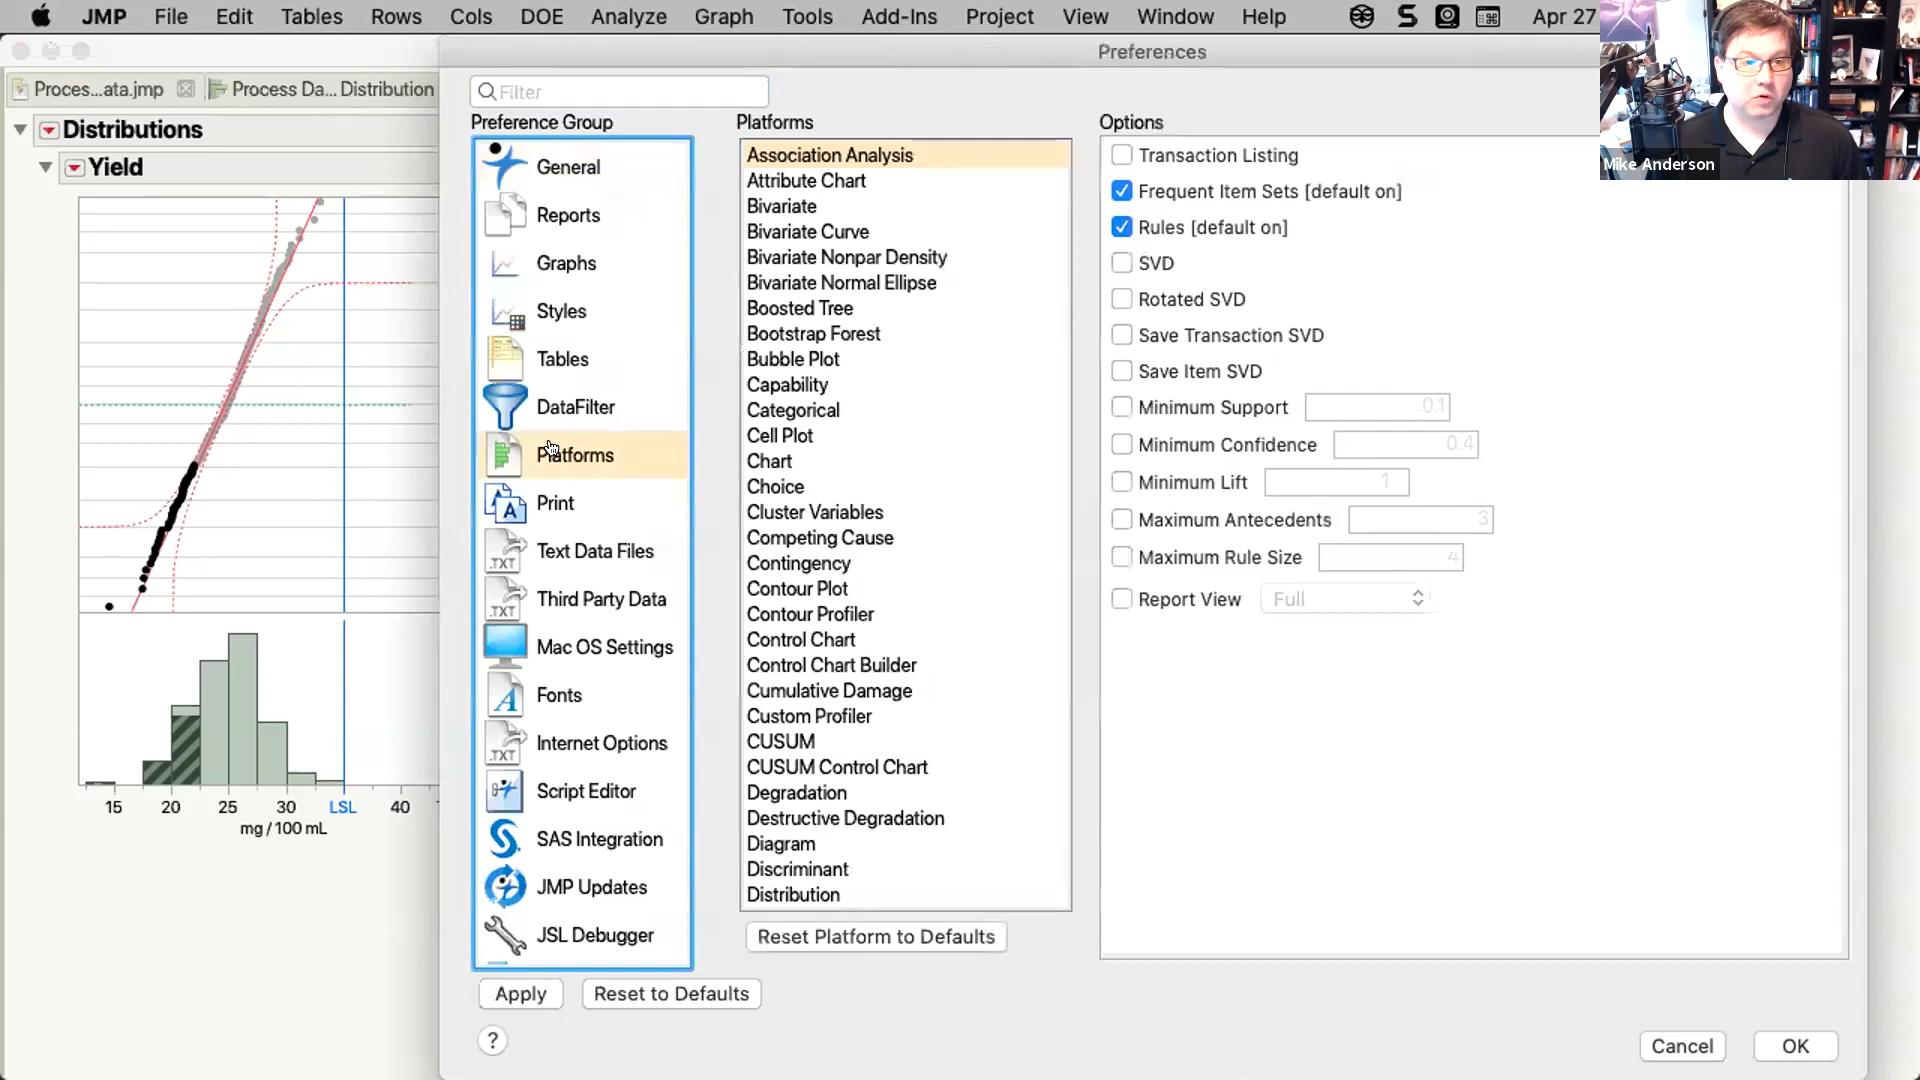 JMP File Edit Tables Rows Cols DOE Analyze Graph Tools Add-Ins Project View Window Help Apr 27
Preferences
Proces...ata.jmp Process Da... Distribution
Distributions
Yield
15 20 25 30 LSL 40
mg / 100 mL
Filter
Preference Group
General
Reports
Graphs
Styles
Tables
DataFilter
Platforms
Print
Text Data Files
Third Party Data
Mac OS Settings
Fonts
Internet Options
Script Editor
SAS Integration
JMP Updates
JSL Debugger
Apply Reset to Defaults
?
Platforms
Association Analysis
Attribute Chart
Bivariate
Bivariate Curve
Bivariate Nonpar Density
Bivariate Normal Ellipse
Boosted Tree
Bootstrap Forest
Bubble Plot
Capability
Categorical
Cell Plot
Chart
Choice
Cluster Variables
Competing Cause
Contingency
Contour Plot
Contour Profiler
Control Chart
Control Chart Builder
Cumulative Damage
Custom Profiler
CUSUM
CUSUM Control Chart
Degradation
Destructive Degradation
Diagram
Discriminant
Distribution
Reset Platform to Defaults
Options
Transaction Listing
Frequent Item Sets [default on]
Rules [default on]
SVD
Rotated SVD
Save Transaction SVD
Save Item SVD
Minimum Support 0.1
Minimum Confidence 0.4
Minimum Lift 1
Maximum Antecedents 3
Maximum Rule Size 4
Report View Full
Cancel OK
Mike Anderson